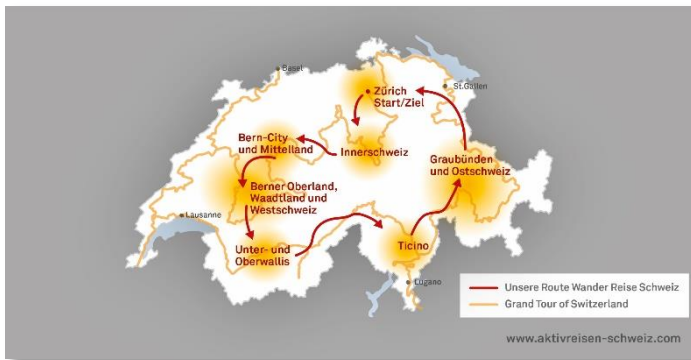 Basel
Zürich
Start/Ziel
St.Gallen
Bern-City
und Mittelland
Innerschweiz
Graubünden
und Ostschweiz
Berner Oberland,
Waadtland und
Westschweiz
Lausanne
Unter- und
Oberwallis
Ticino
Lugano
Unsere Route Wander Reise Schweiz
Grand Tour of Switzerland
www.aktivreisen-schweiz.com